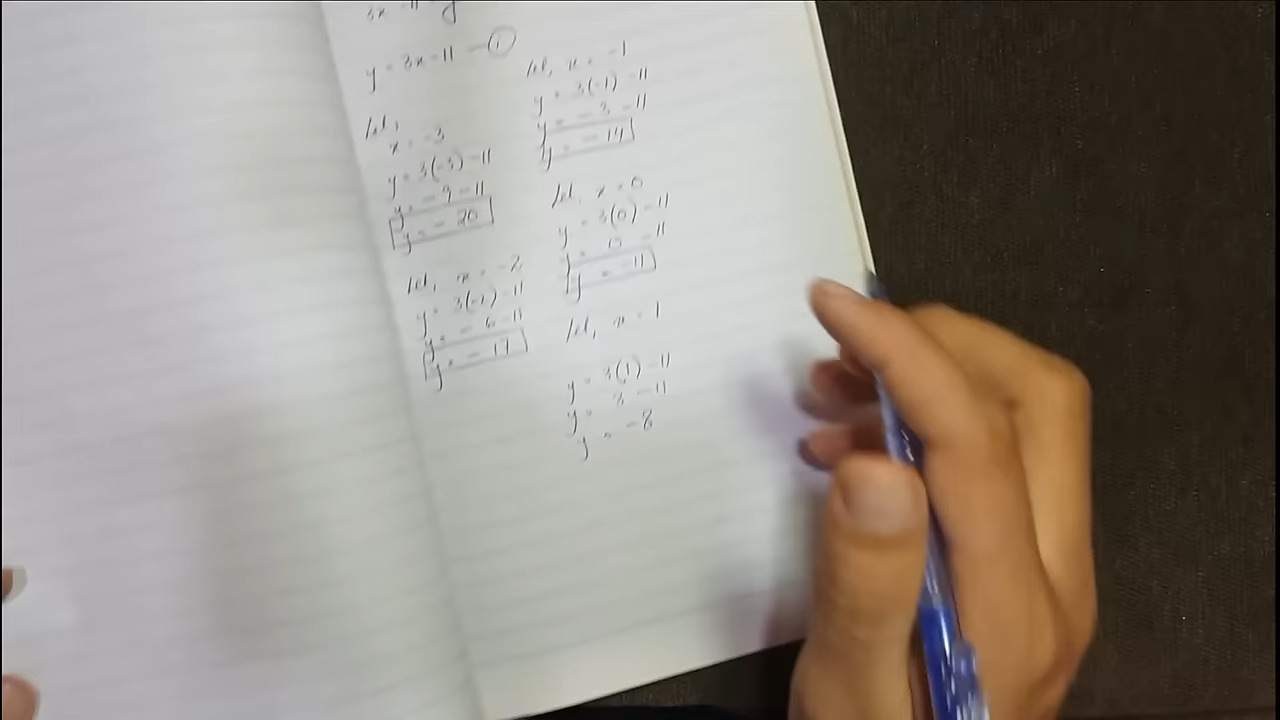 3x - 11 = y
y = 3x - 11 — ①
let,
x = -3
y = 3(-3) - 11
y = - 9 - 11
y = - 20
let, x = -2
y = 3(-2) - 11
y = - 6 - 11
y = - 17
let, x = -1
y = 3(-1) - 11
y = - 3 - 11
y = - 14
let, x = 0
y = 3(0) - 11
y = 0 - 11
y = -11
let, x = 1
y = 3(1) - 11
y = 3 - 11
y = -8